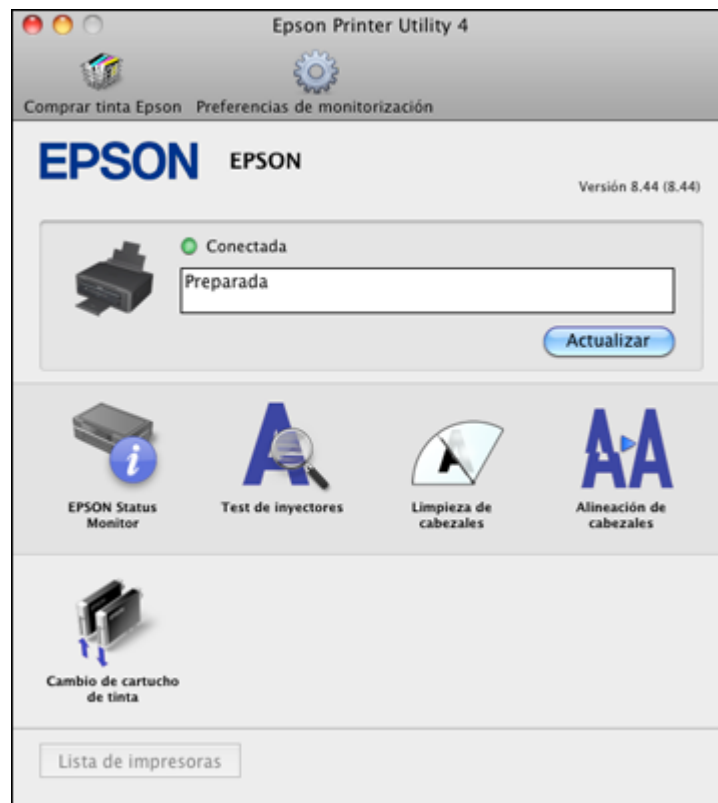 Epson Printer Utility 4
Comprar tinta Epson Preferencias de monitorización
EPSON EPSON
Versión 8.44 (8.44)
Conectada
Preparada
Actualizar
EPSON Status
Monitor
Test de inyectores
Limpieza de
cabezales
Alineación de
cabezales
Cambio de cartucho
de tinta
Lista de impresoras